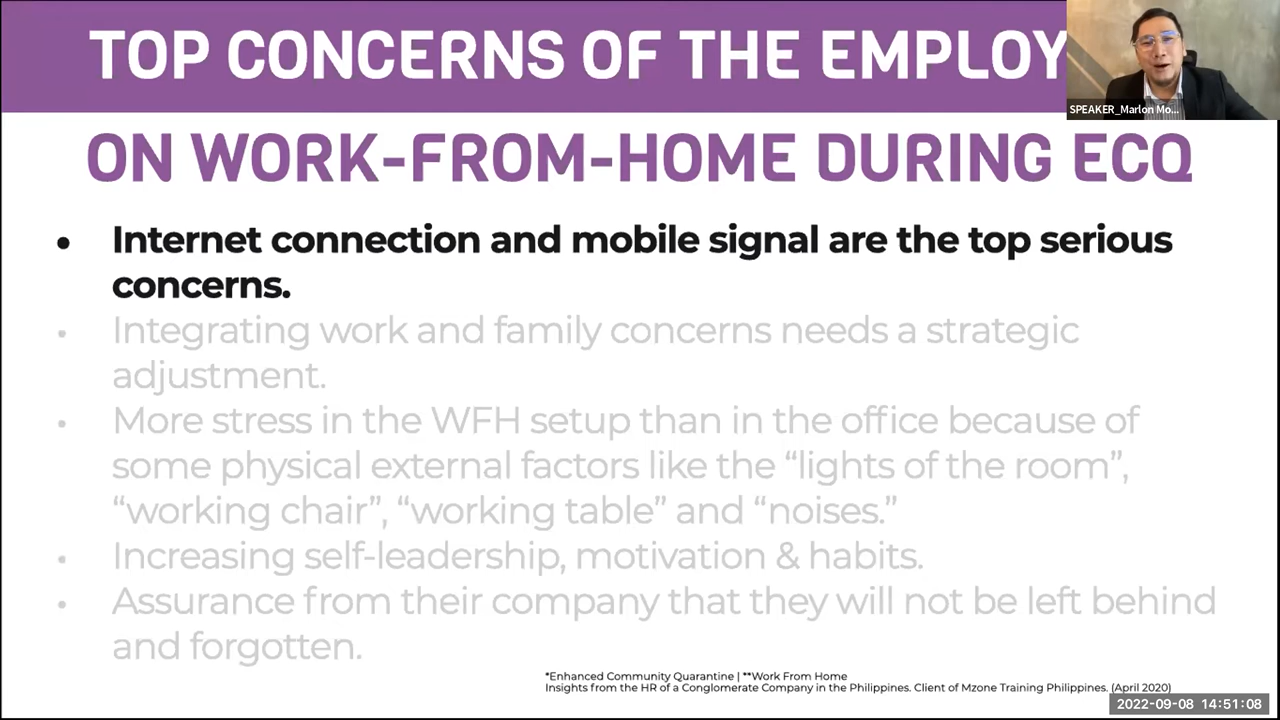 TOP CONCERNS OF THE EMPLOY
SPEAKER_Marlon Mo...
ON WORK-FROM-HOME DURING ECQ
• Internet connection and mobile signal are the top serious
concerns.
• Integrating work and family concerns needs a strategic
adjustment.
• More stress in the WFH setup than in the office because of
some physical external factors like the “lights of the room”,
“working chair”, “working table” and “noises.”
• Increasing self-leadership, motivation & habits.
• Assurance from their company that they will not be left behind
and forgotten.
*Enhanced Community Quarantine | **Work From Home
Insights from the HR of a Conglomerate Company in the Philippines. Client of Mzone Training Philippines. (April 2020)
2022-09-08 14:51:08